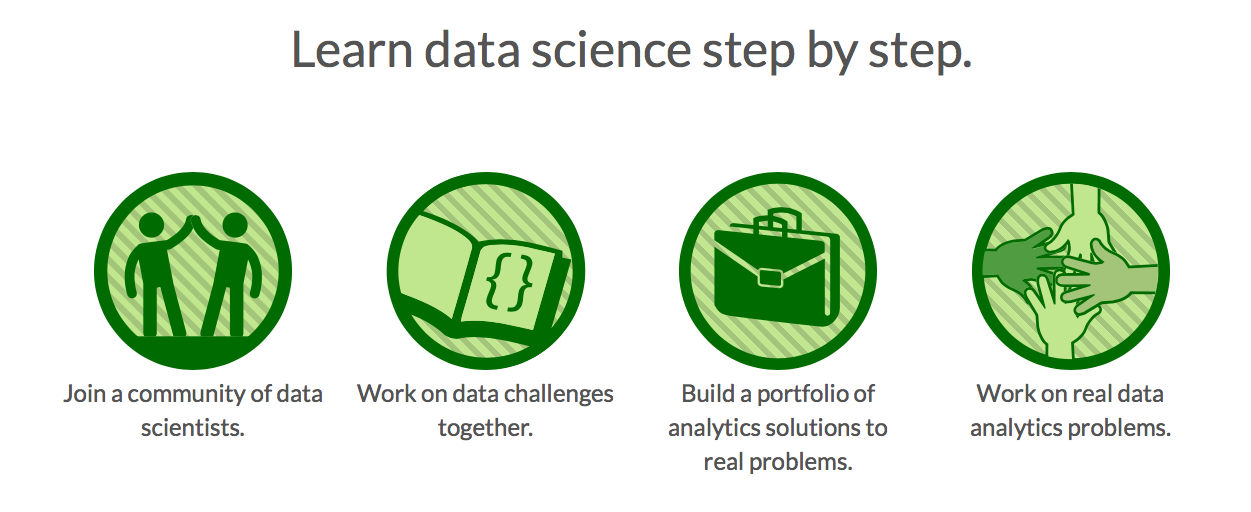 Learn data science step by step.
{}
Join a community of data
scientists.
Work on data challenges
together.
Build a portfolio of
analytics solutions to
real problems.
Work on real data
analytics problems.